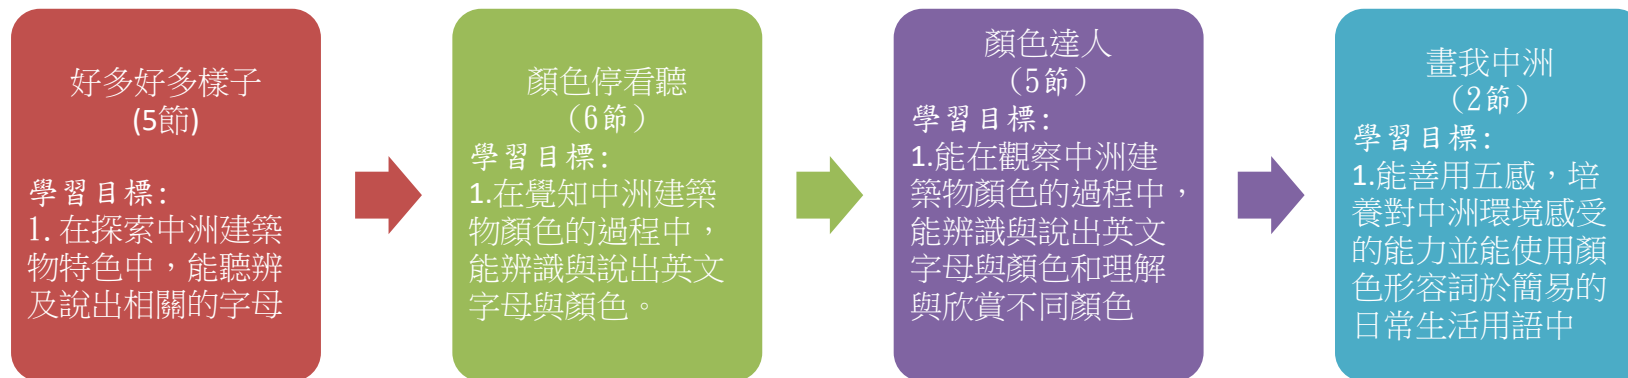 好多好多樣子
(5節)
學習目標:
1.在探索中洲建築
物特色中，能聽辨
及說出相關的字母
顏色停看聽
（6節）
學習目標:
1.在覺知中洲建築
物顏色的過程中，
能辨識與說出英文
字母與顏色。
顏色達人
（5節）
學習目標:
1.能在觀察中洲建
築物顏色的過程中，
能辨識與說出英文
字母與顏色和理解
與欣賞不同顏色
畫我中洲
（2節）
學習目標:
1.能善用五感，培
養對中洲環境感受
的能力並能使用顏
色形容詞於簡易的
日常生活用語中